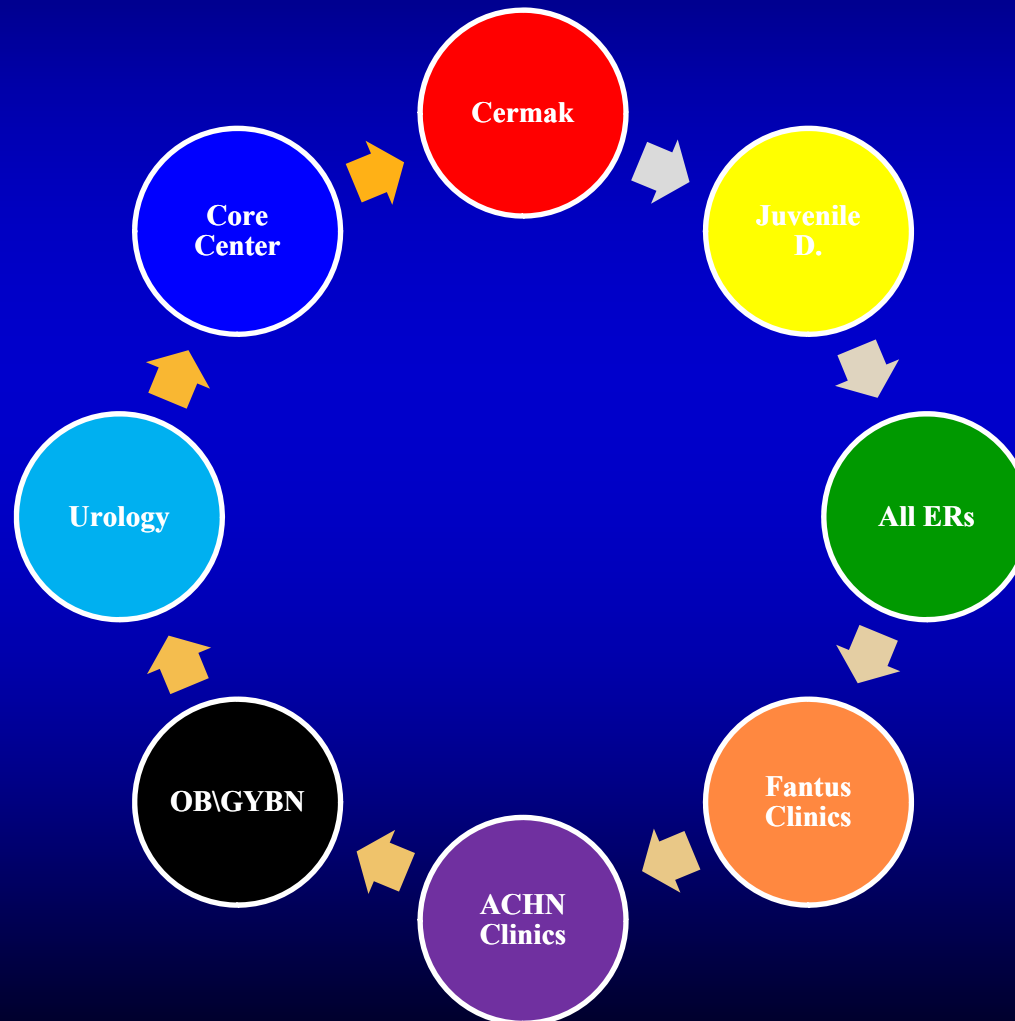 Cermak
Juvenile
D.
All ERs
Fantus
Clinics
ACHN
Clinics
OB\GYBN
Urology
Core
Center